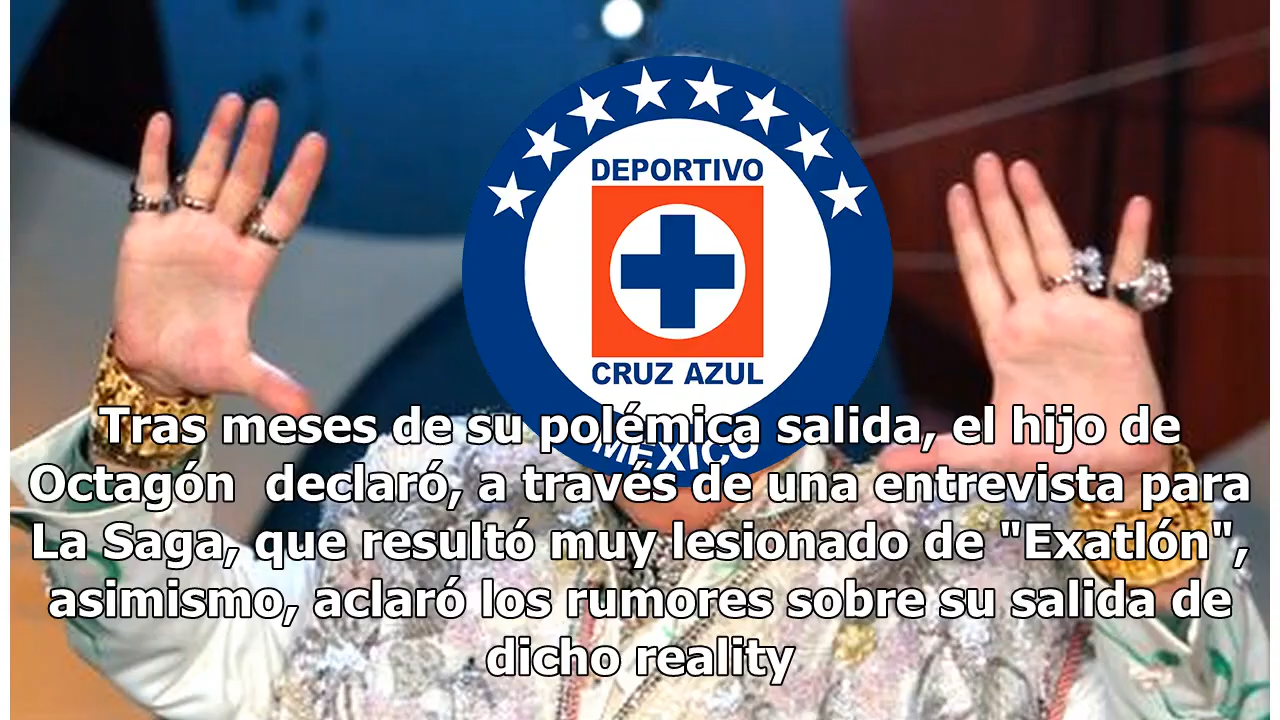 DEPORTIVO
CRUZ AZUL
MÉXICO
Tras meses de su polémica salida, el hijo de
Octagón  declaró, a través de una entrevista para
La Saga, que resultó muy lesionado de "Exatlón",
asimismo, aclaró los rumores sobre su salida de
dicho reality